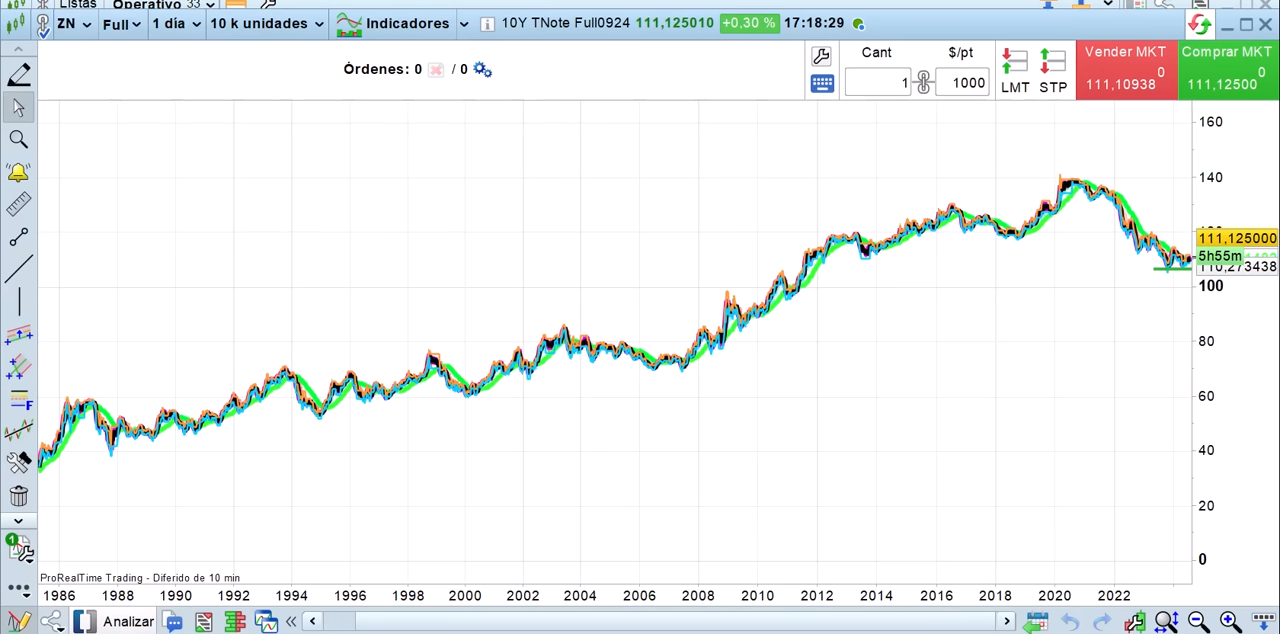 Listas Operativo 33
ZN Full 1 día 10 k unidades Indicadores 10Y TNote Full0924 111,125010 +0,30 % 17:18:29
Órdenes: 0 / 0
Cant $/pt
1 1000
LMT STP
Vender MKT
0
111,10938
Comprar MKT
0
111,12500
160
140
111,125000
5h55m
110,273438
100
80
60
40
20
0
F
1
ProRealTime Trading - Diferido de 10 min
1986 1988 1990 1992 1994 1996 1998 2000 2002 2004 2006 2008 2010 2012 2014 2016 2018 2020 2022
Analizar